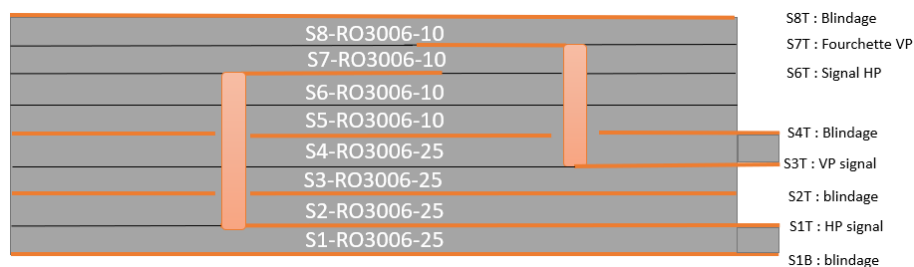 S8-RO3006-10
S7-RO3006-10
S6-RO3006-10
S5-RO3006-10
S4-RO3006-25
S3-RO3006-25
S2-RO3006-25
S1-RO3006-25
S8T : Blindage
S7T : Fourchette VP
S6T : Signal HP
S4T : Blindage
S3T : VP signal
S2T : blindage
S1T : HP signal
S1B : blindage